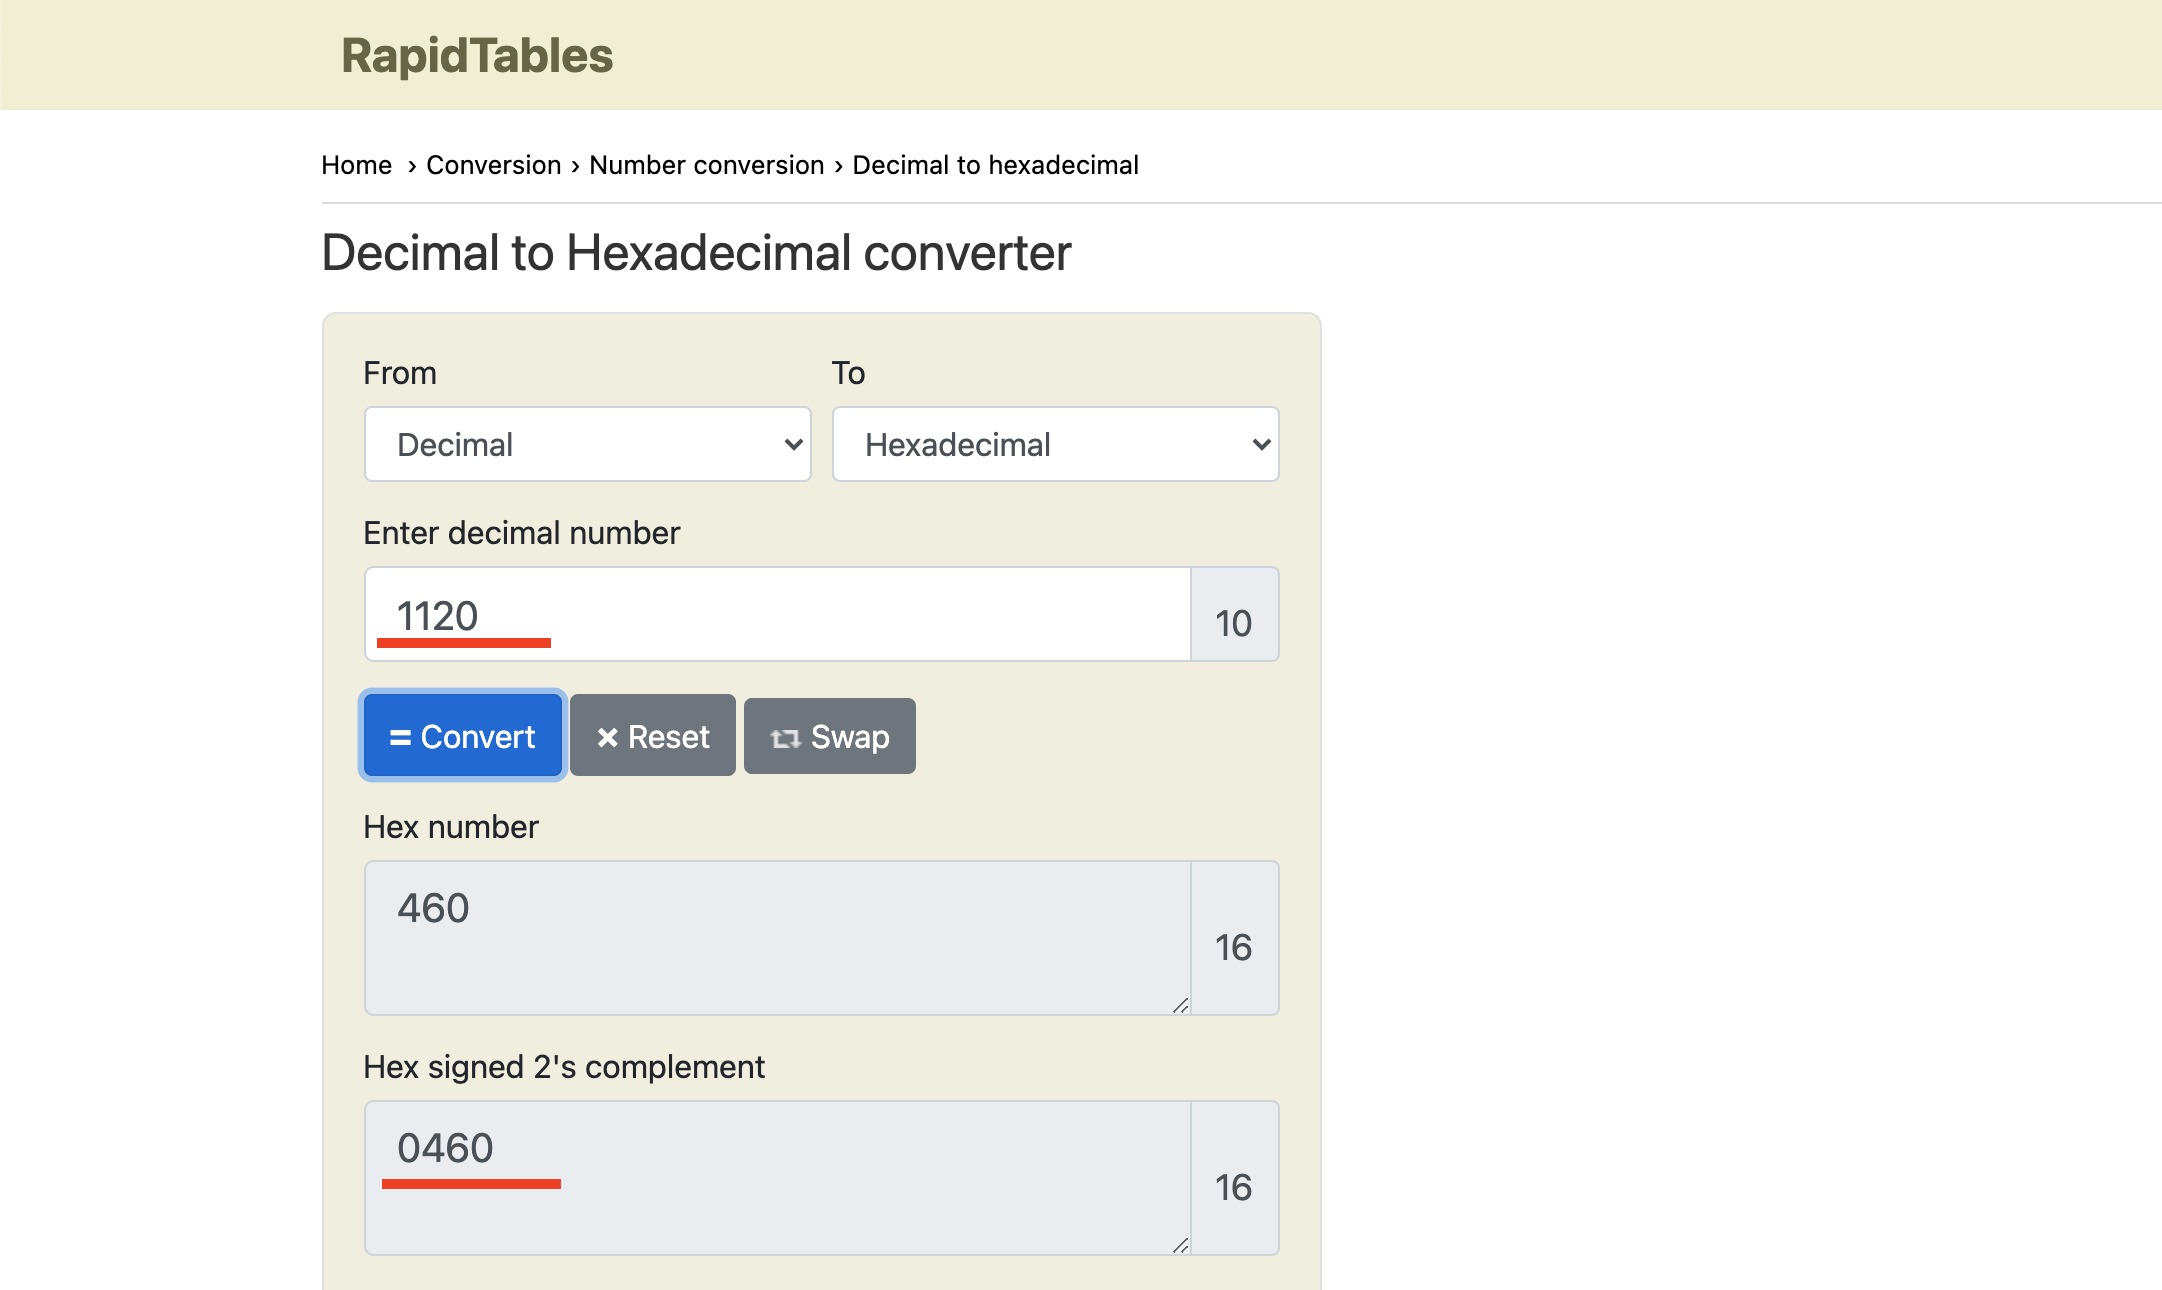 RapidTables
Home › Conversion › Number conversion › Decimal to hexadecimal
Decimal to Hexadecimal converter
From To
Decimal Hexadecimal
Enter decimal number
1120 10
= Convert × Reset Swap
Hex number
460 16
Hex signed 2's complement
0460 16